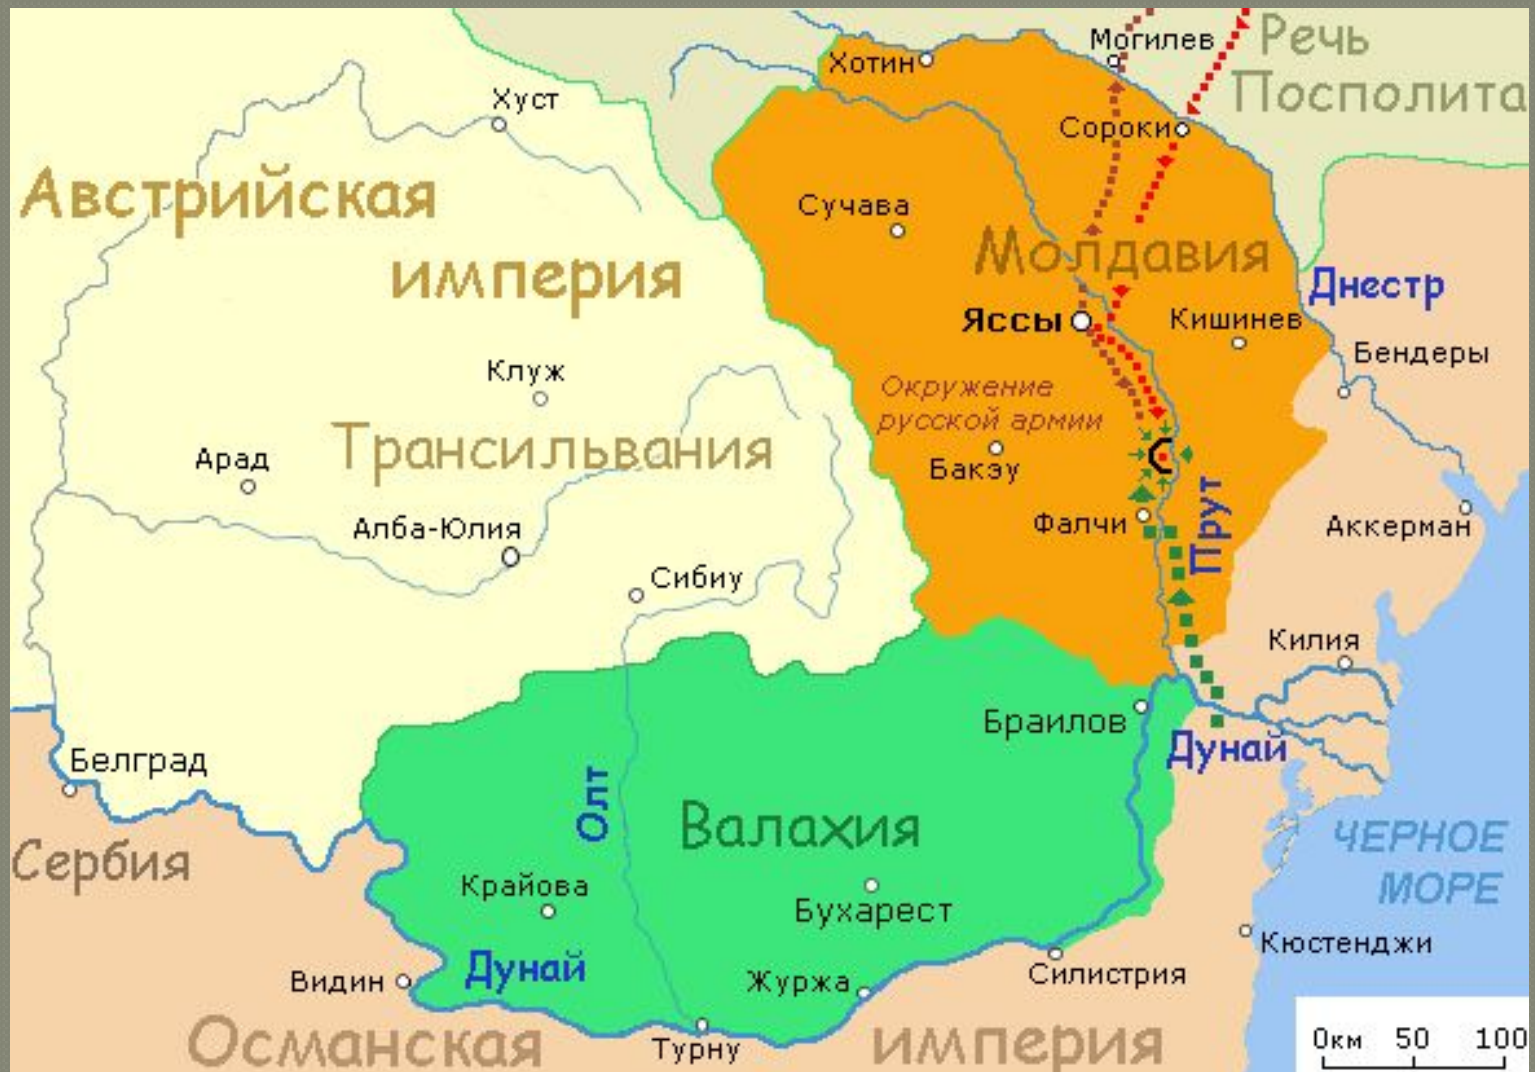 Речь
Посполита
Могилев
Хотин
Хуст
Сороки
Австрийская
империя
Сучава
Молдавия
Днестр
Яссы
Кишинев
Бендеры
Клуж
Окружение
русской армии
Трансильвания
Арад
Бакэу
Прут
Алба-Юлия
Фалчи
Аккерман
Сибиу
Килия
Браилов
Дунай
Белград
Олт
Валахия
ЧЕРНОЕ
МОРЕ
Сербия
Крайова
Бухарест
Кюстенджи
Дунай
Видин
Журжа
Силистрия
Османская
империя
Турну
0км 50 100